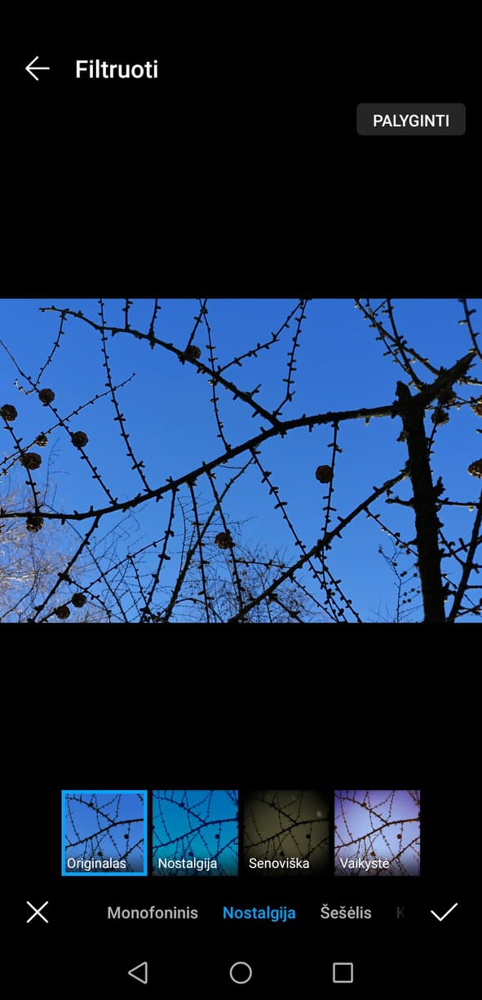 Filtruoti
PALYGINTI
Originalas
Nostalgija
Senoviška
Vaikystė
Monofoninis Nostalgija Šešėlis